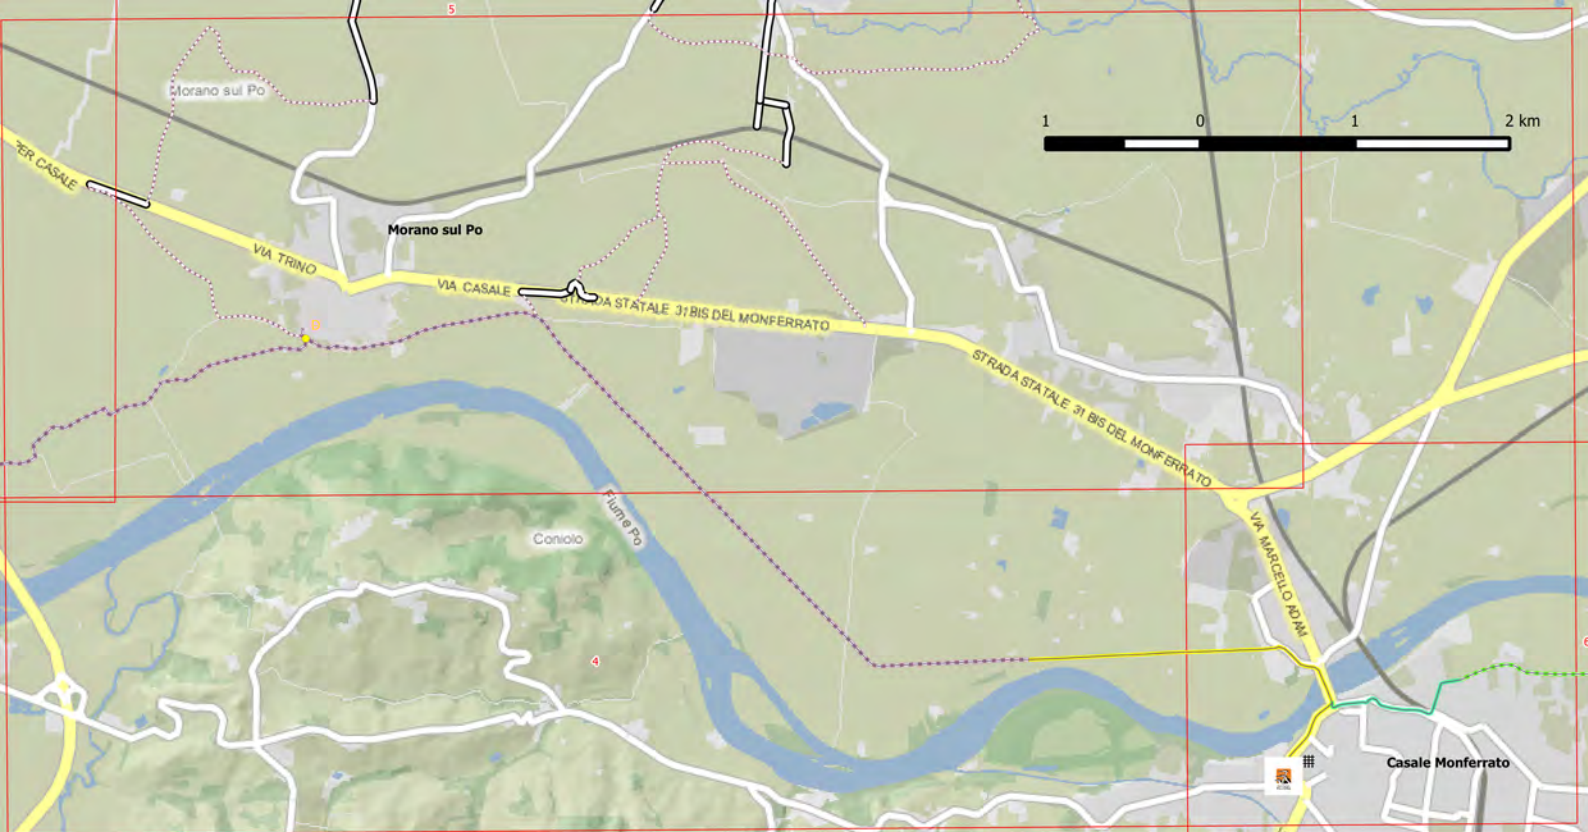 5
Morano sul Po
1 0 1 2 km
PER CASALE
Morano sul Po
VIA TRINO
VIA CASALE
STRADA STATALE 31 BIS DEL MONFERRATO
D
STRADA STATALE 31 BIS DEL MONFERRATO
Fiume Po
Coniolo
VIA MARCELLO ADAM
4
6
Casale Monferrato